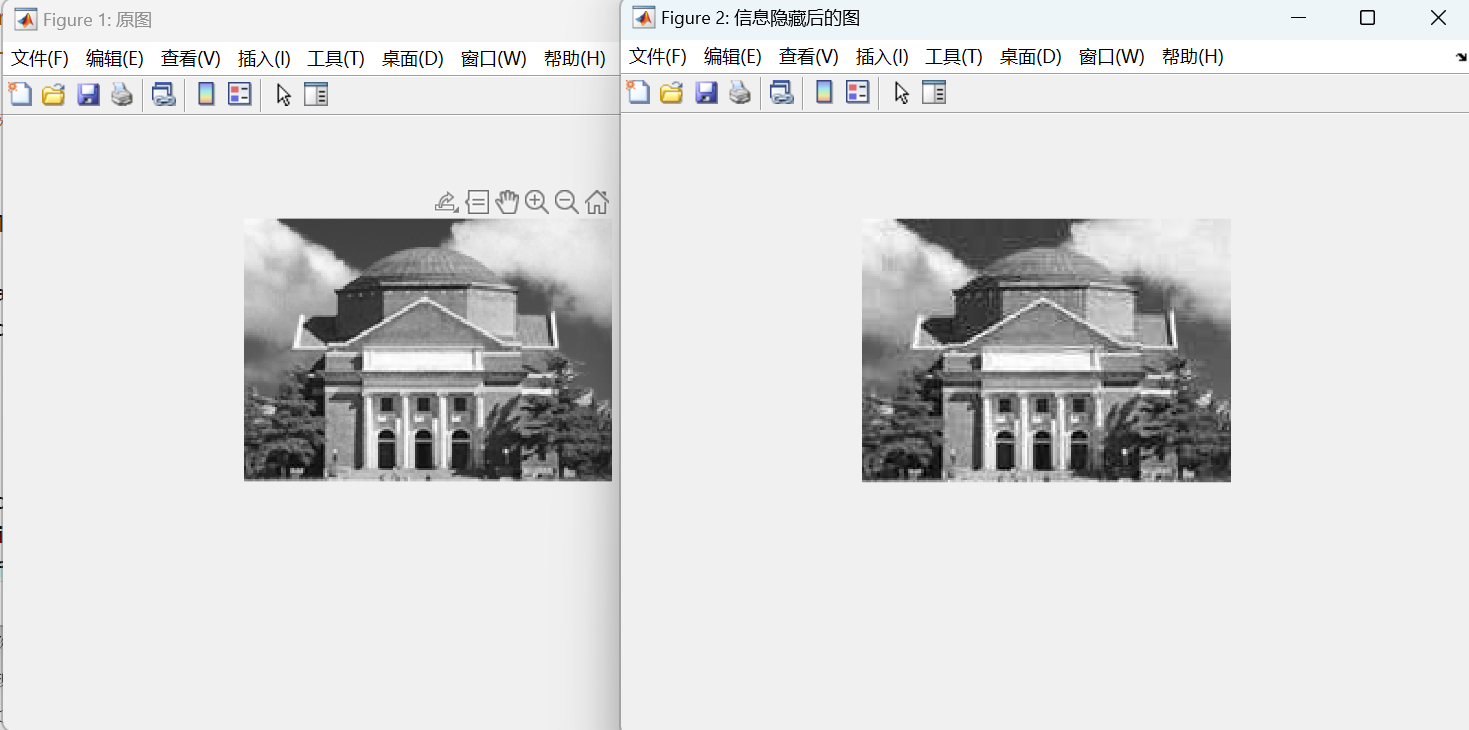 Figure 1: 原图
文件(F) 编辑(E) 查看(V) 插入(I) 工具(T) 桌面(D) 窗口(W) 帮助(H)
Figure 2: 信息隐藏后的图
文件(F) 编辑(E) 查看(V) 插入(I) 工具(T) 桌面(D) 窗口(W) 帮助(H)